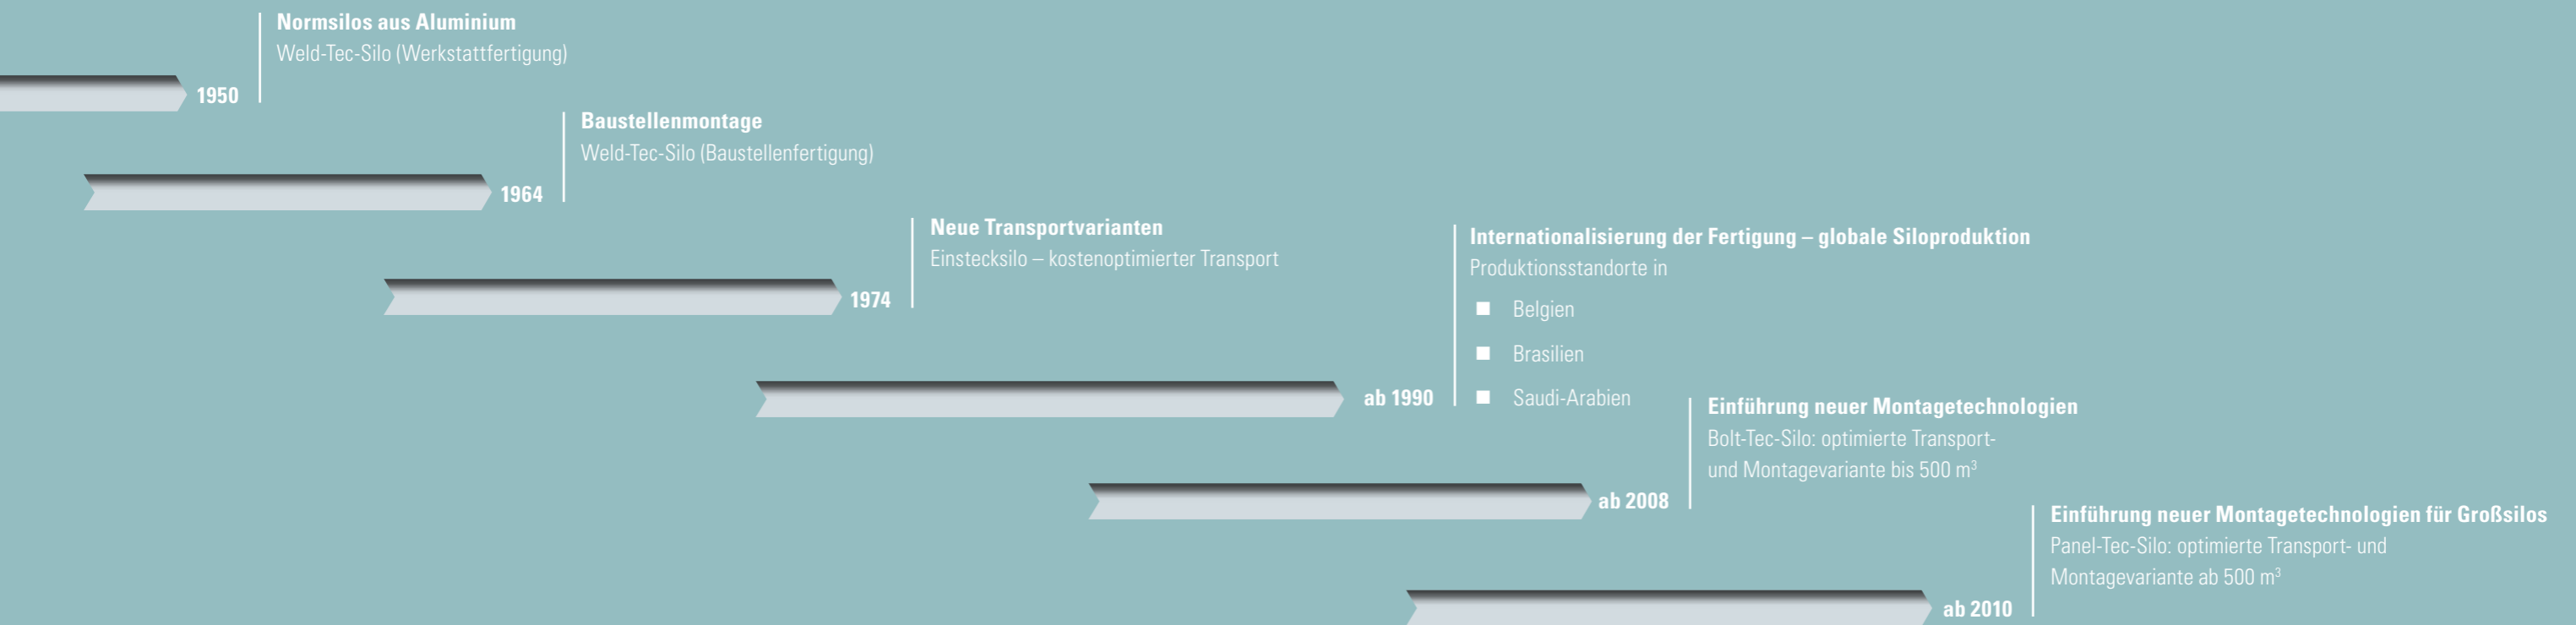 Normsilos aus Aluminium
Weld-Tec-Silo (Werkstattfertigung)
1950
Baustellenmontage
Weld-Tec-Silo (Baustellenfertigung)
1964
Neue Transportvarianten
Einstecksilo – kostenoptimierter Transport
1974
Internationalisierung der Fertigung – globale Siloproduktion
Produktionsstandorte in
■ Belgien
■ Brasilien
■ Saudi-Arabien
ab 1990
Einführung neuer Montagetechnologien
Bolt-Tec-Silo: optimierte Transport-
und Montagevariante bis 500 m³
ab 2008
Einführung neuer Montagetechnologien für Großsilos
Panel-Tec-Silo: optimierte Transport- und
Montagevariante ab 500 m³
ab 2010